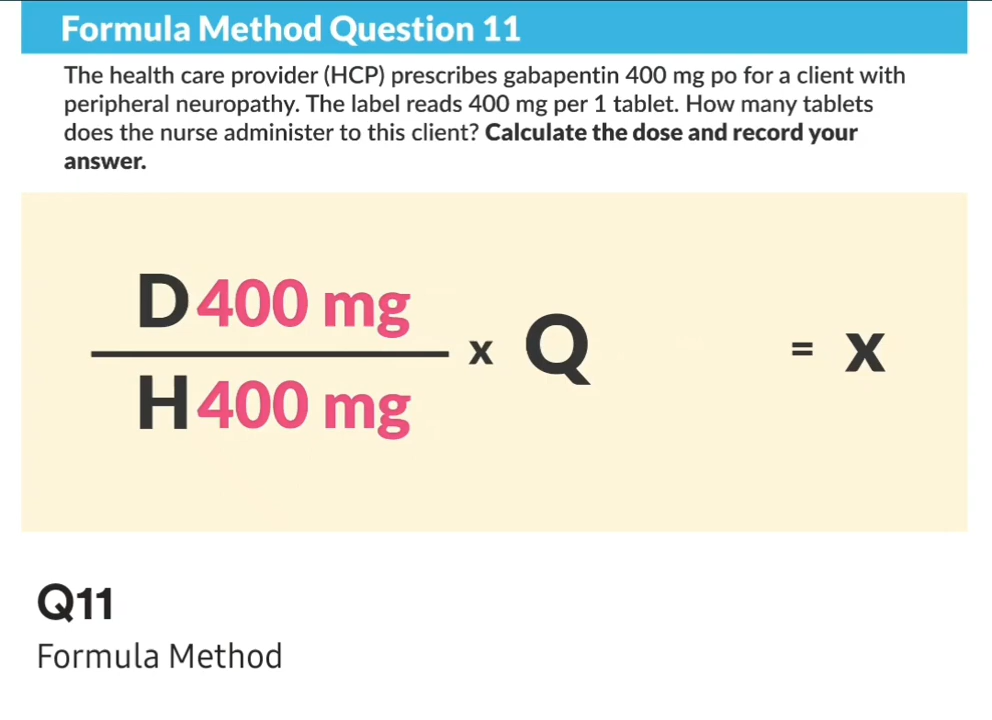 Formula Method Question 11
The health care provider (HCP) prescribes gabapentin 400 mg po for a client with
peripheral neuropathy. The label reads 400 mg per 1 tablet. How many tablets
does the nurse administer to this client? Calculate the dose and record your
answer.
D 400 mg
x Q = X
H 400 mg
Q11
Formula Method